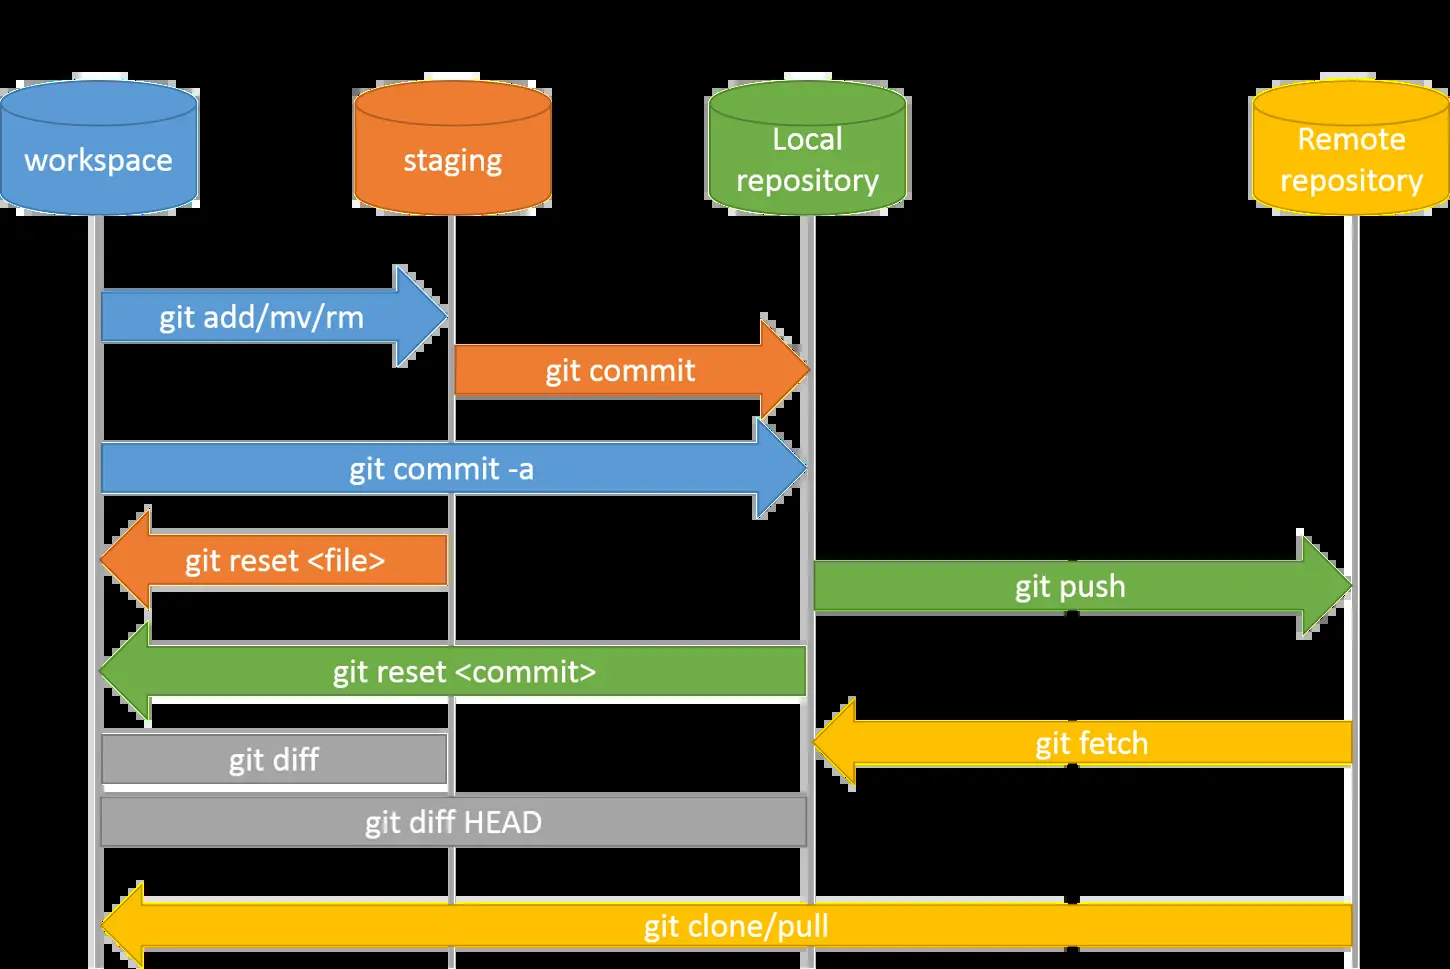 workspace
staging
Local
repository
Remote
repository
git add/mv/rm
git commit
git commit -a
git reset <file>
git push
git reset <commit>
git fetch
git diff
git diff HEAD
git clone/pull